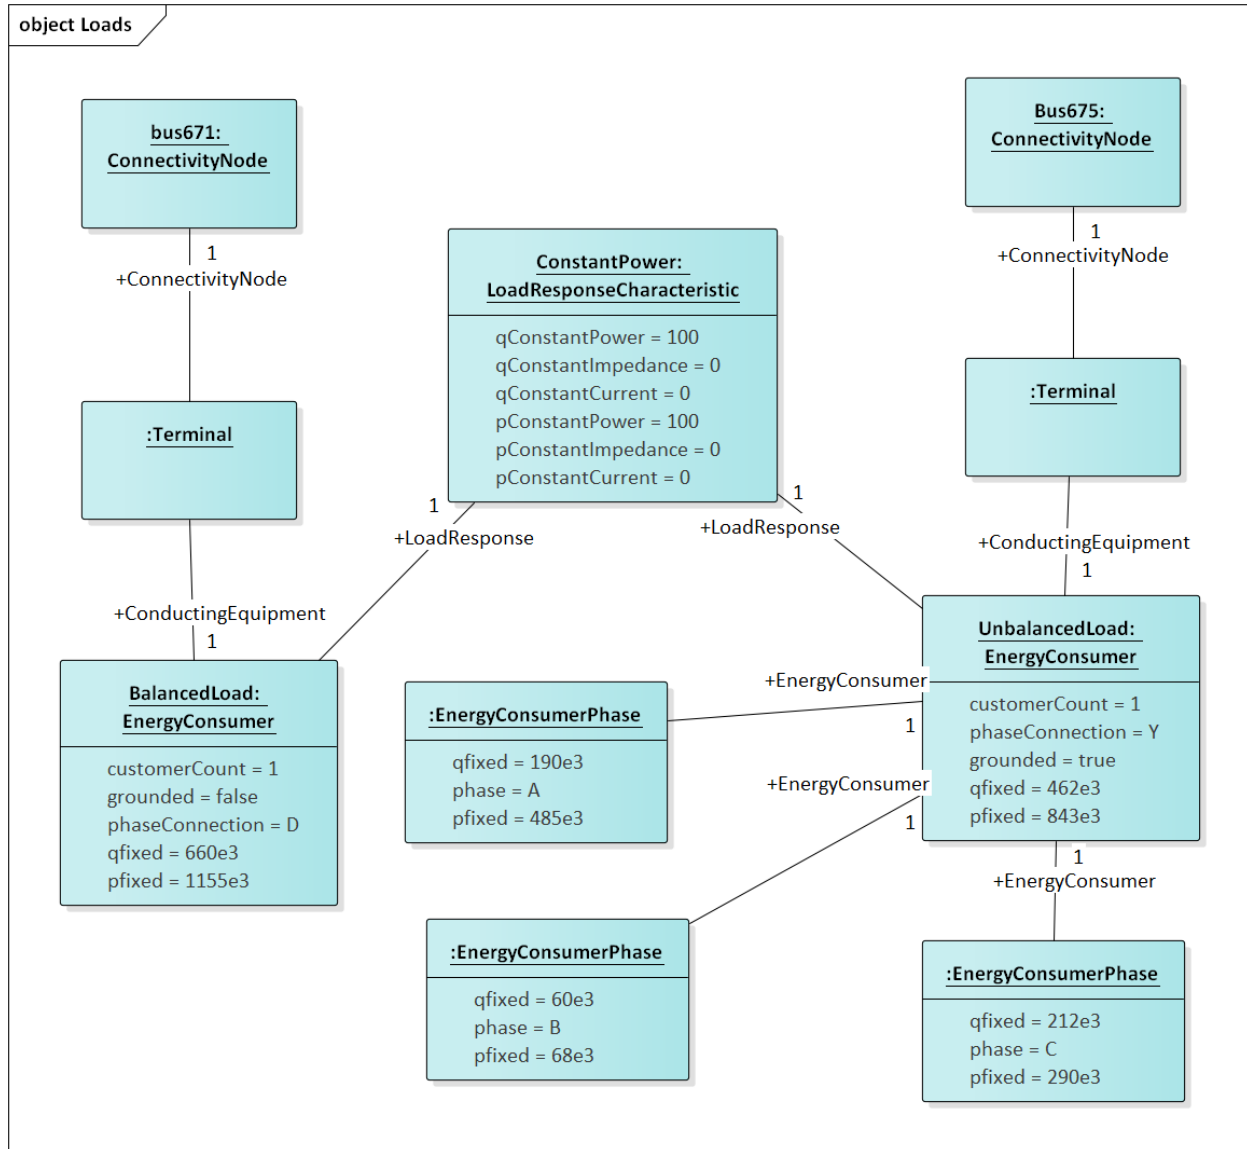 object Loads
bus671:
ConnectivityNode
1
+ConnectivityNode
:Terminal
+ConductingEquipment
1
BalancedLoad:
EnergyConsumer
customerCount = 1
grounded = false
phaseConnection = D
qfixed = 660e3
pfixed = 1155e3
ConstantPower:
LoadResponseCharacteristic
qConstantPower = 100
qConstantImpedance = 0
qConstantCurrent = 0
pConstantPower = 100
pConstantImpedance = 0
pConstantCurrent = 0
1
+LoadResponse
1
+LoadResponse
Bus675:
ConnectivityNode
1
+ConnectivityNode
:Terminal
+ConductingEquipment
1
UnbalancedLoad:
EnergyConsumer
customerCount = 1
phaseConnection = Y
grounded = true
qfixed = 462e3
pfixed = 843e3
+EnergyConsumer
1
:EnergyConsumerPhase
qfixed = 190e3
phase = A
pfixed = 485e3
+EnergyConsumer
1
:EnergyConsumerPhase
qfixed = 60e3
phase = B
pfixed = 68e3
1
+EnergyConsumer
:EnergyConsumerPhase
qfixed = 212e3
phase = C
pfixed = 290e3